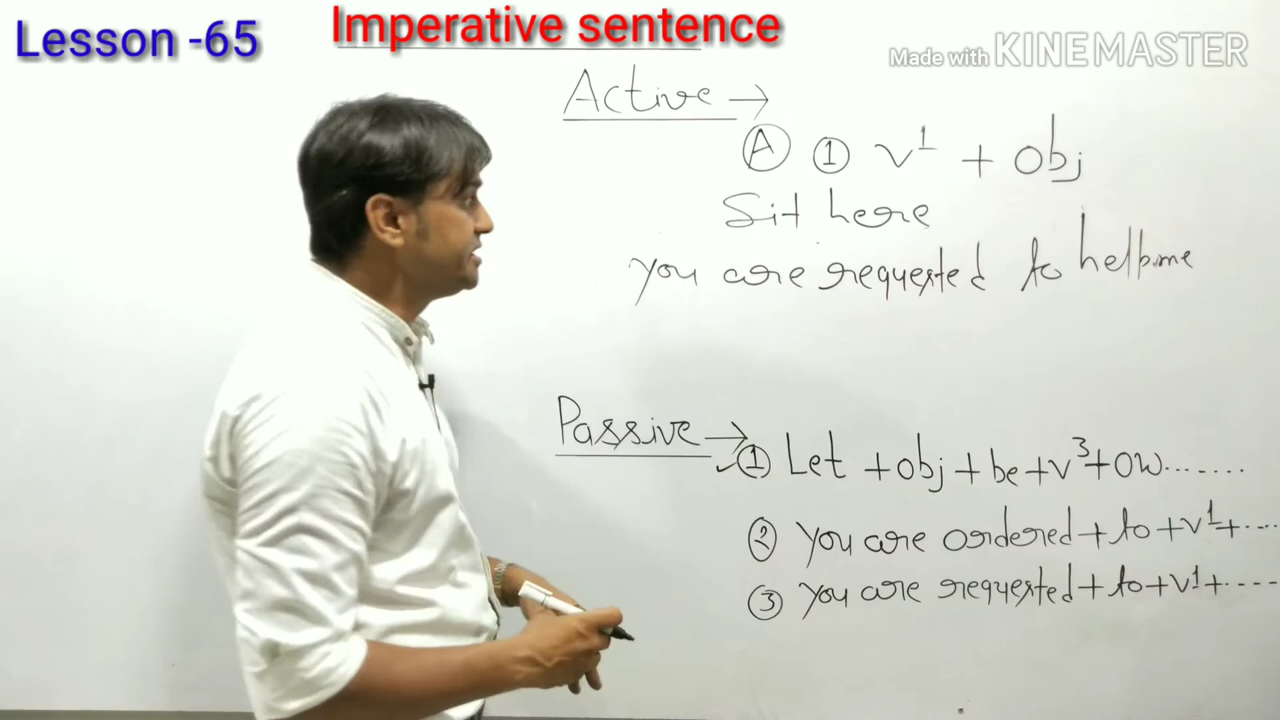 Lesson -65
Imperative sentence
Made with KINEMASTER
Active →
Ⓐ ① V¹ + obj
Sit here
you are requested to help me
Passive → ① Let + obj + be + V³ + ow.......
② you are ordered + to + V¹ + ....
③ you are requested + to + V¹ + ....